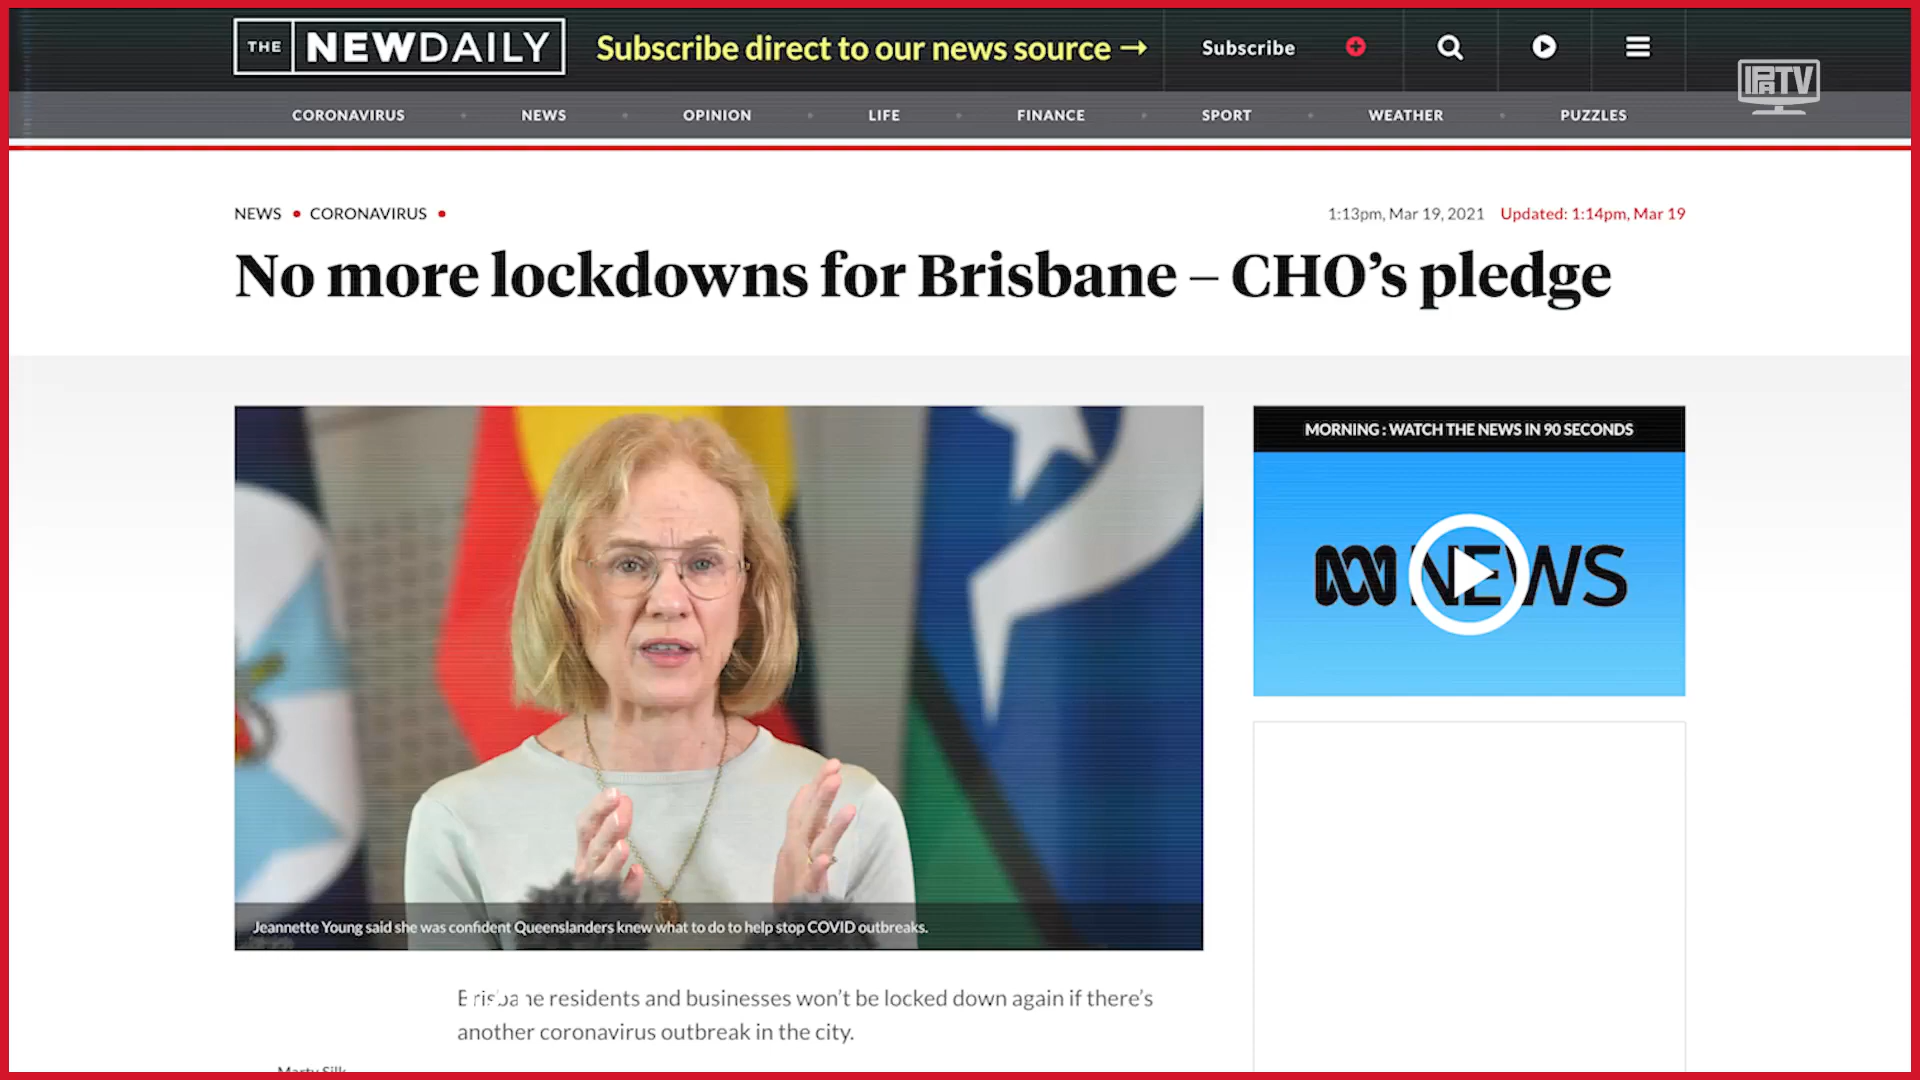 THE NEWDAILY
Subscribe direct to our news source →
Subscribe
IPATV
CORONAVIRUS
NEWS
OPINION
LIFE
FINANCE
SPORT
WEATHER
PUZZLES
NEWS • CORONAVIRUS •
1:13pm, Mar 19, 2021 Updated: 1:14pm, Mar 19
No more lockdowns for Brisbane – CHO’s pledge
MORNING : WATCH THE NEWS IN 90 SECONDS
NEWS
Jeannette Young said she was confident Queenslanders knew what to do to help stop COVID outbreaks.
Brisbane residents and businesses won’t be locked down again if there’s
another coronavirus outbreak in the city.
Marty Silk